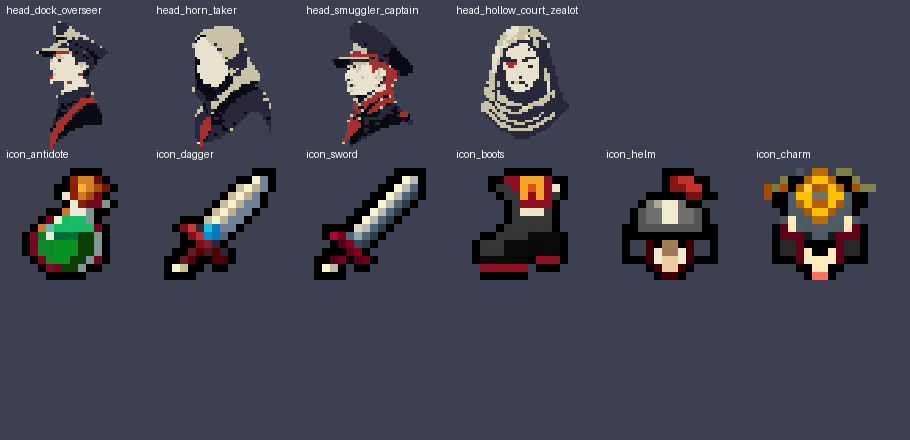 head_dock_overseer
head_horn_taker
head_smuggler_captain
head_hollow_court_zealot
icon_antidote
icon_dagger
icon_sword
icon_boots
icon_helm
icon_charm